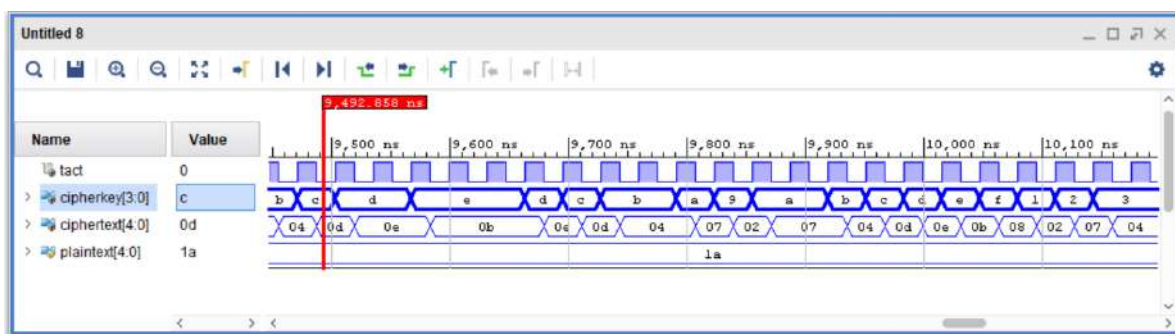 Untitled 8
9,492.858 ns
Name Value
9,500 ns 9,600 ns 9,700 ns 9,800 ns 9,900 ns 10,000 ns 10,100 ns
tact 0
cipherkey[3:0] c b c d e d c b a 9 a b c d e f 1 2 3
ciphertext[4:0] 0d 04 0d 0e 0b 0e 0d 04 07 02 07 04 0d 0e 0b 08 02 07 04
plaintext[4:0] 1a 1a